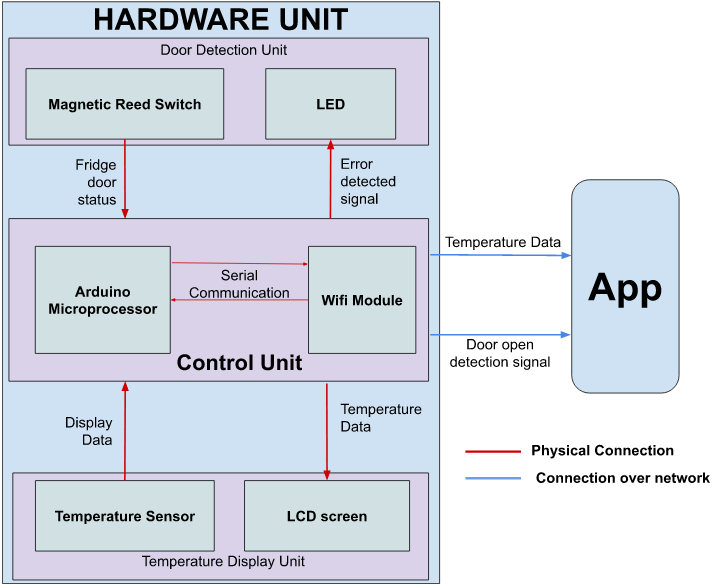 HARDWARE UNIT
Door Detection Unit
Magnetic Reed Switch
LED
Fridge
door
status
Error
detected
signal
Temperature Data
Arduino
Microprocessor
Serial
Communication
Wifi Module
App
Control Unit
Door open
detection signal
Display
Data
Temperature
Data
Physical Connection
Connection over network
Temperature Sensor
LCD screen
Temperature Display Unit